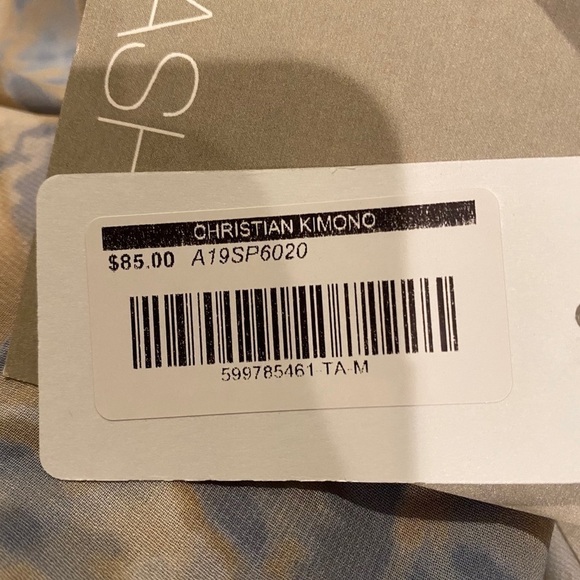 ASH
CHRISTIAN KIMONO
$85.00 A19SP6020
599785461-TA-M